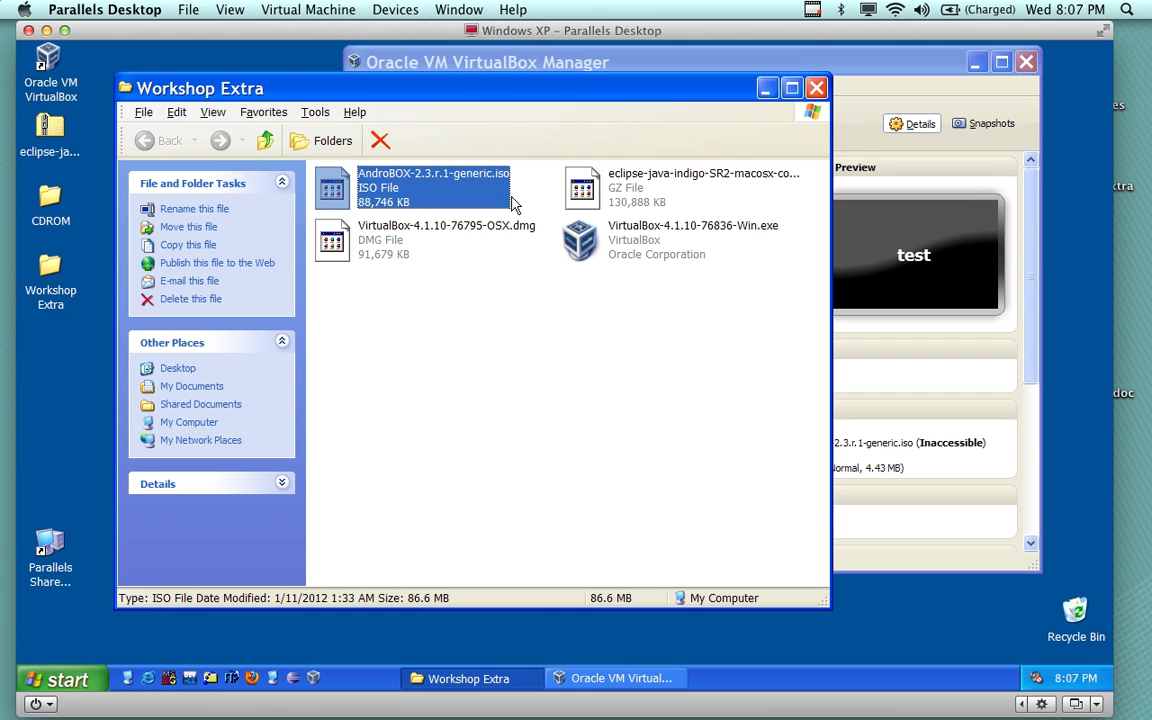 Parallels Desktop File View Virtual Machine Devices Window Help (Charged) Wed 8:07 PM
Windows XP – Parallels Desktop
Oracle VM VirtualBox
eclipse-ja...
CDROM
Workshop Extra
Parallels Share...
Oracle VM VirtualBox Manager
Details Snapshots
Preview
test
2.3.r.1-generic.iso (Inaccessible)
ormal, 4.43 MB)
Workshop Extra
File Edit View Favorites Tools Help
Back Folders
File and Folder Tasks
Rename this file
Move this file
Copy this file
Publish this file to the Web
E-mail this file
Delete this file
Other Places
Desktop
My Documents
Shared Documents
My Computer
My Network Places
Details
AndroBOX-2.3.r.1-generic.iso
ISO File
88,746 KB
eclipse-java-indigo-SR2-macosx-co...
GZ File
130,888 KB
VirtualBox-4.1.10-76795-OSX.dmg
DMG File
91,679 KB
VirtualBox-4.1.10-76836-Win.exe
VirtualBox
Oracle Corporation
Type: ISO File Date Modified: 1/11/2012 1:33 AM Size: 86.6 MB 86.6 MB My Computer
es
xtra
doc
Recycle Bin
start Workshop Extra Oracle VM Virtual... 8:07 PM